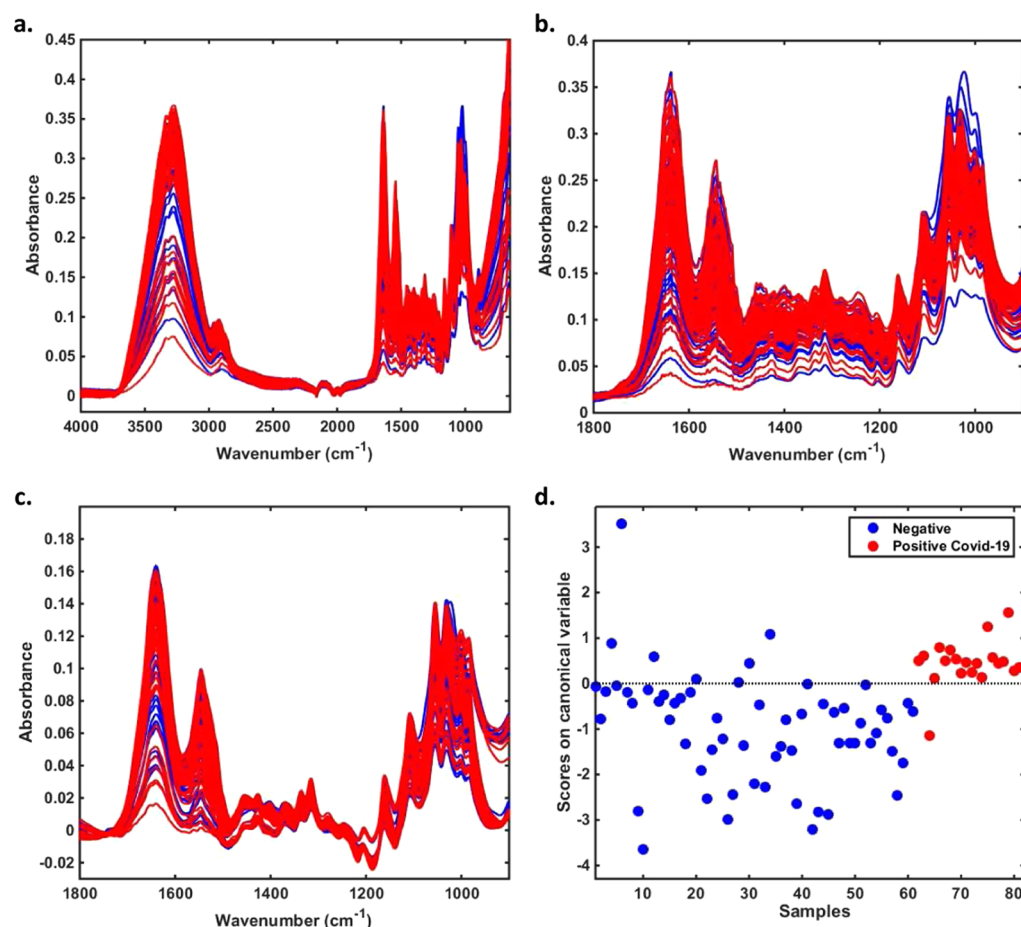 a.
0.45
0.4
0.35
0.3
0.25
0.2
0.15
0.1
0.05
0
Absorbance
4000 3500 3000 2500 2000 1500 1000
Wavenumber (cm⁻¹)
b.
0.4
0.35
0.3
0.25
0.2
0.15
0.1
0.05
0
Absorbance
1800 1600 1400 1200 1000
Wavenumber (cm⁻¹)
c.
0.18
0.16
0.14
0.12
0.1
0.08
0.06
0.04
0.02
0
-0.02
Absorbance
1800 1600 1400 1200 1000
Wavenumber (cm⁻¹)
d.
Negative
Positive Covid-19
3
2
1
0
-1
-2
-3
-4
Scores on canonical variable
10 20 30 40 50 60 70 80
Samples